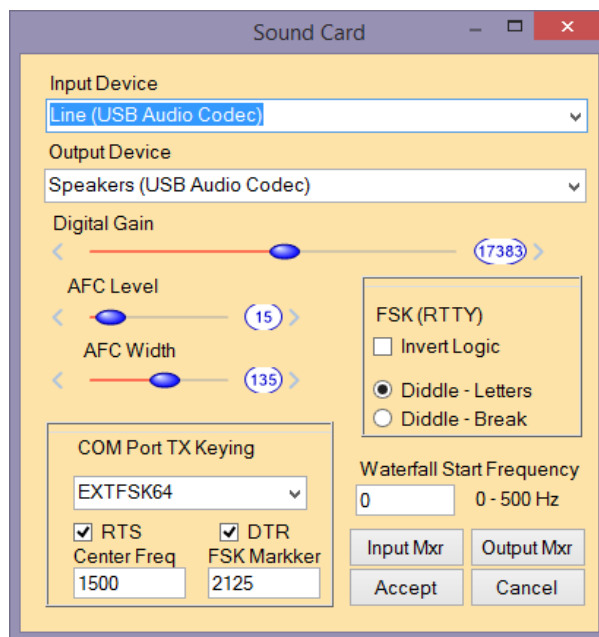 Sound Card
Input Device
Line (USB Audio Codec)
Output Device
Speakers (USB Audio Codec)
Digital Gain
17383
AFC Level
15
AFC Width
135
FSK (RTTY)
Invert Logic
Diddle - Letters
Diddle - Break
COM Port TX Keying
EXTFSK64
RTS DTR
Center Freq FSK Markker
1500 2125
Waterfall Start Frequency
0 0 - 500 Hz
Input Mxr Output Mxr
Accept Cancel